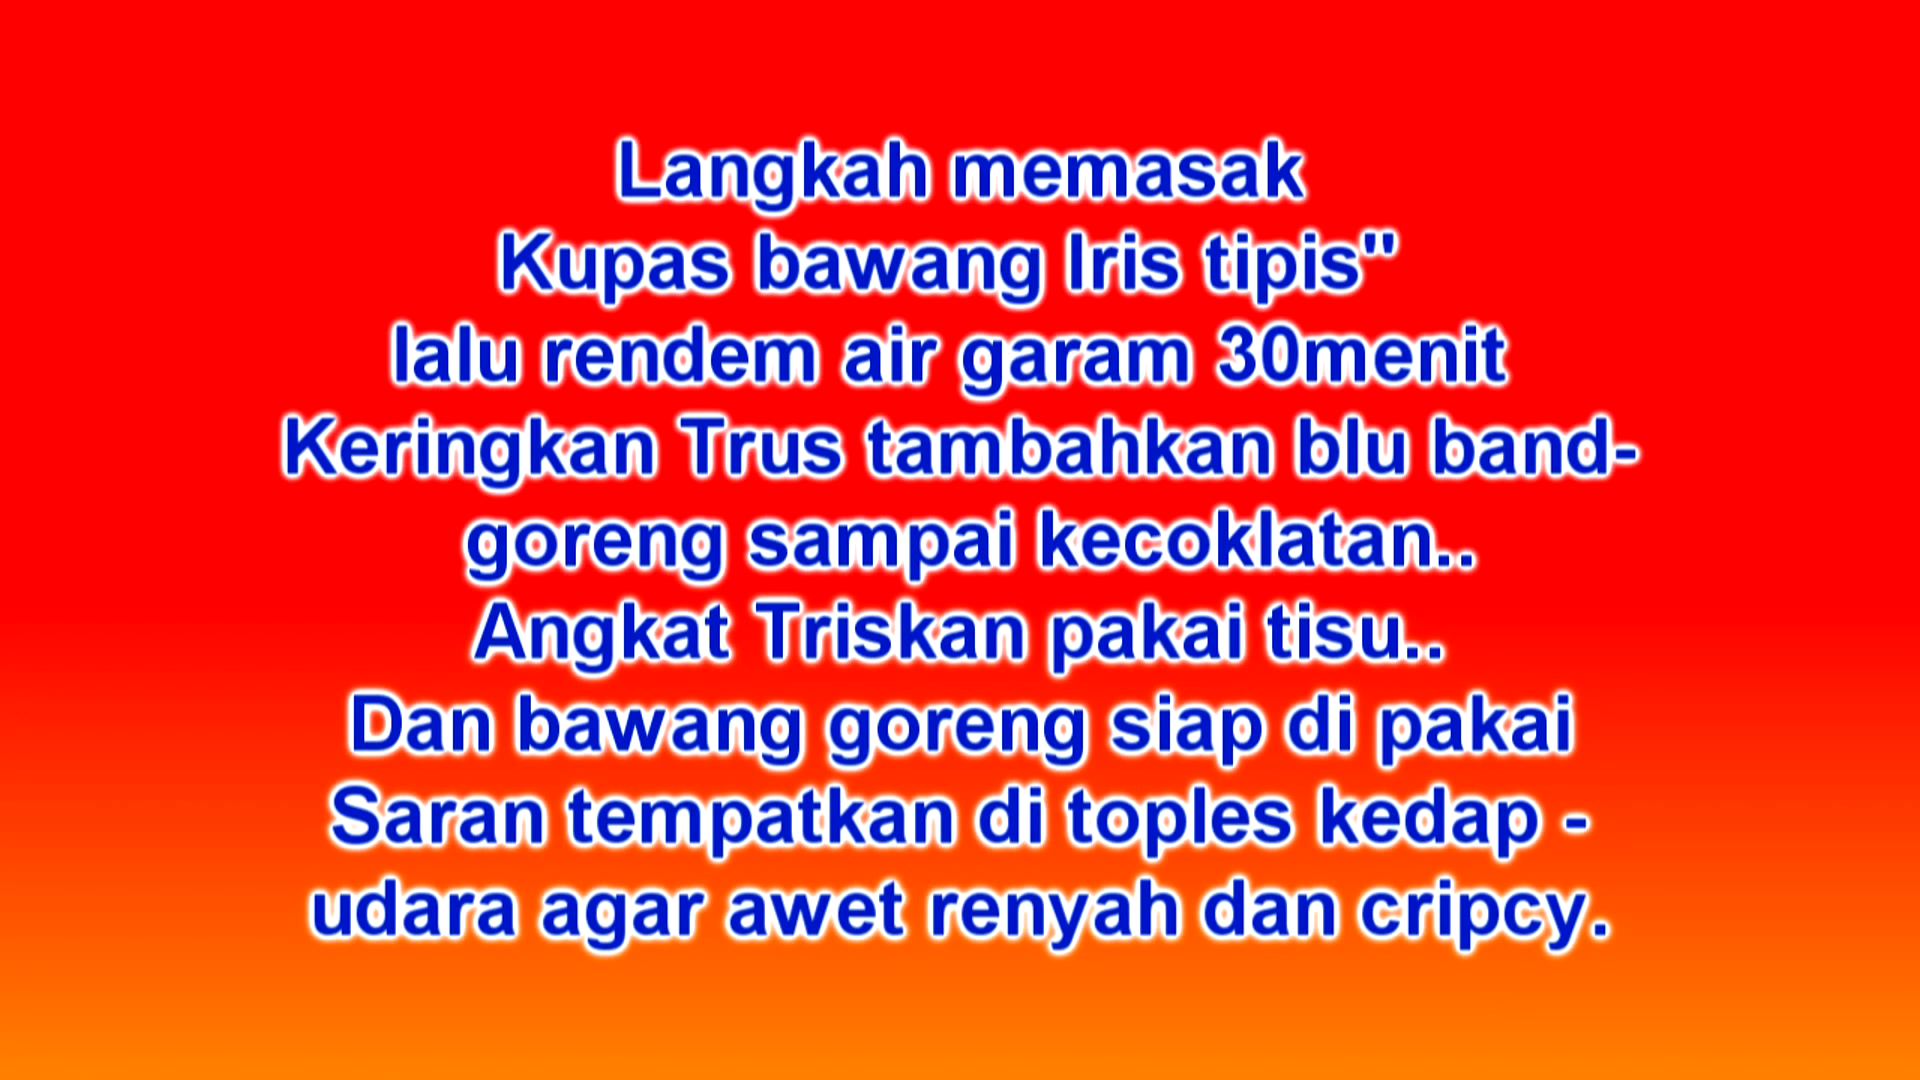 Langkah memasak
Kupas bawang Iris tipis"
lalu rendem air garam 30menit
Keringkan Trus tambahkan blu band-
goreng sampai kecoklatan..
Angkat Triskan pakai tisu..
Dan bawang goreng siap di pakai
Saran tempatkan di toples kedap -
udara agar awet renyah dan cripcy.